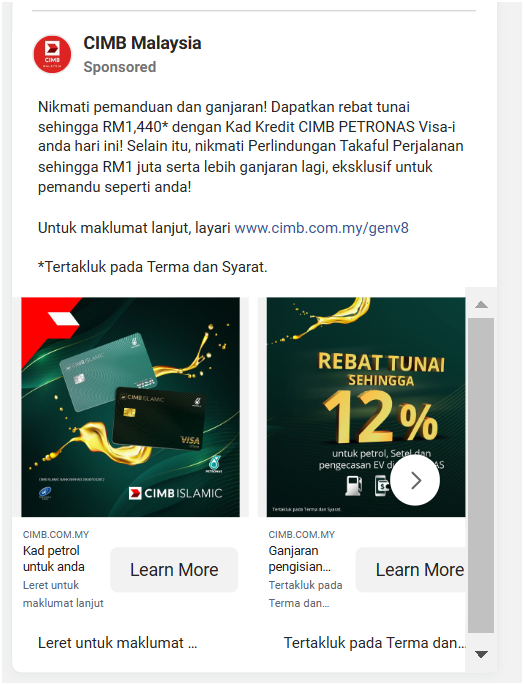 CIMB Malaysia
Sponsored
Nikmati pemanduan dan ganjaran! Dapatkan rebat tunai
sehingga RM1,440* dengan Kad Kredit CIMB PETRONAS Visa-i
anda hari ini! Selain itu, nikmati Perlindungan Takaful Perjalanan
sehingga RM1 juta serta lebih ganjaran lagi, eksklusif untuk
pemandu seperti anda!
Untuk maklumat lanjut, layari www.cimb.com.my/genv8
*Tertakluk pada Terma dan Syarat.
CIMB ISLAMIC
CIMB ISLAMIC
VISA
PETRONAS
CIMB ISLAMIC
REBAT TUNAI
SEHINGGA
12%
untuk petrol, Setel dan
pengecasan EV di
Tertakluk pada Terma dan Syarat.
CIMB.COM.MY
Kad petrol
untuk anda
Leret untuk
maklumat lanjut
Learn More
CIMB.COM.MY
Ganjaran
pengisian...
Tertakluk pada
Terma dan...
Learn More
Leret untuk maklumat ...
Tertakluk pada Terma dan...